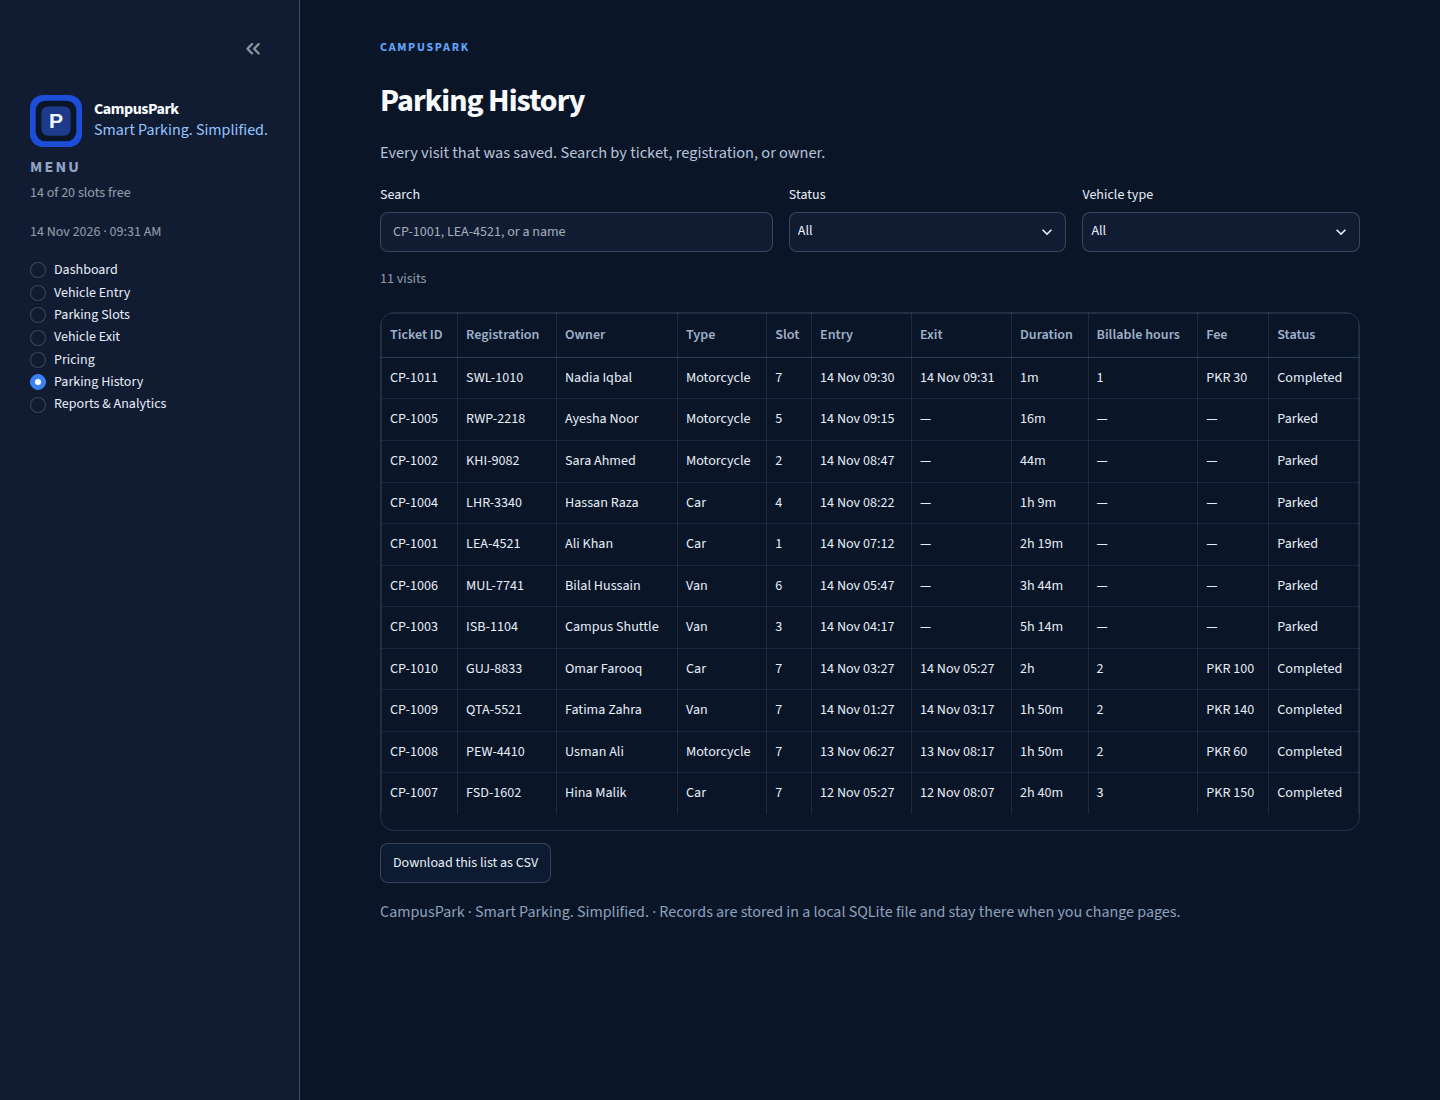 P
CampusPark
Smart Parking. Simplified.
MENU
14 of 20 slots free
14 Nov 2026 · 09:31 AM
Dashboard
Vehicle Entry
Parking Slots
Vehicle Exit
Pricing
Parking History
Reports & Analytics
CAMPUSPARK
Parking History
Every visit that was saved. Search by ticket, registration, or owner.
Search Status Vehicle type
CP-1001, LEA-4521, or a name All All
11 visits
Ticket ID Registration Owner Type Slot Entry Exit Duration Billable hours Fee Status
CP-1011 SWL-1010 Nadia Iqbal Motorcycle 7 14 Nov 09:30 14 Nov 09:31 1m 1 PKR 30 Completed
CP-1005 RWP-2218 Ayesha Noor Motorcycle 5 14 Nov 09:15 — 16m — — Parked
CP-1002 KHI-9082 Sara Ahmed Motorcycle 2 14 Nov 08:47 — 44m — — Parked
CP-1004 LHR-3340 Hassan Raza Car 4 14 Nov 08:22 — 1h 9m — — Parked
CP-1001 LEA-4521 Ali Khan Car 1 14 Nov 07:12 — 2h 19m — — Parked
CP-1006 MUL-7741 Bilal Hussain Van 6 14 Nov 05:47 — 3h 44m — — Parked
CP-1003 ISB-1104 Campus Shuttle Van 3 14 Nov 04:17 — 5h 14m — — Parked
CP-1010 GUJ-8833 Omar Farooq Car 7 14 Nov 03:27 14 Nov 05:27 2h 2 PKR 100 Completed
CP-1009 QTA-5521 Fatima Zahra Van 7 14 Nov 01:27 14 Nov 03:17 1h 50m 2 PKR 140 Completed
CP-1008 PEW-4410 Usman Ali Motorcycle 7 13 Nov 06:27 13 Nov 08:17 1h 50m 2 PKR 60 Completed
CP-1007 FSD-1602 Hina Malik Car 7 12 Nov 05:27 12 Nov 08:07 2h 40m 3 PKR 150 Completed
Download this list as CSV
CampusPark · Smart Parking. Simplified. · Records are stored in a local SQLite file and stay there when you change pages.